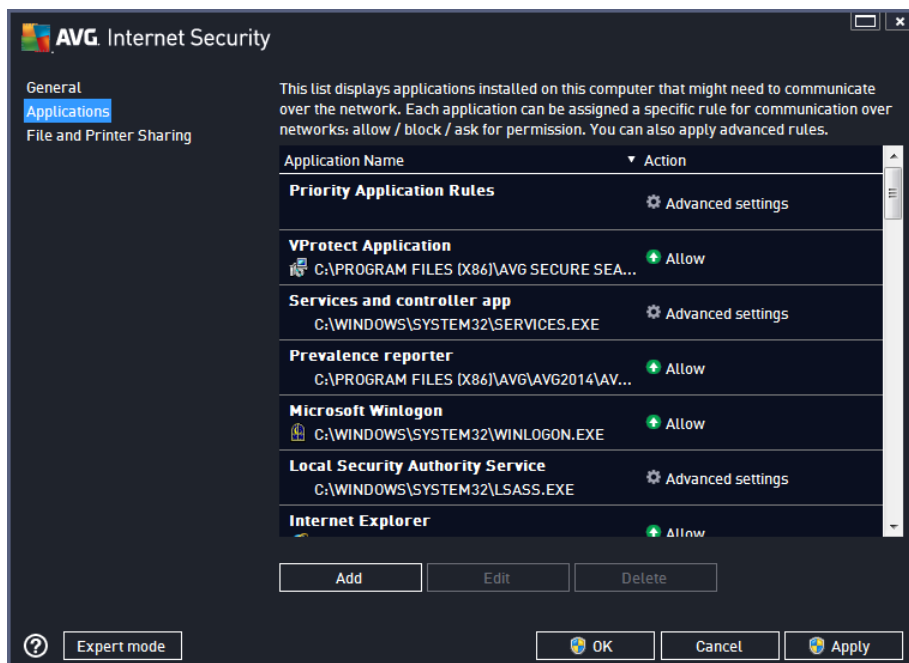 AVG. Internet Security
General
Applications
File and Printer Sharing
This list displays applications installed on this computer that might need to communicate
over the network. Each application can be assigned a specific rule for communication over
networks: allow / block / ask for permission. You can also apply advanced rules.
Application Name Action
Priority Application Rules
Advanced settings
VProtect Application
C:\PROGRAM FILES (X86)\AVG SECURE SEA...
Allow
Services and controller app
C:\WINDOWS\SYSTEM32\SERVICES.EXE
Advanced settings
Prevalence reporter
C:\PROGRAM FILES (X86)\AVG\AVG2014\AV...
Allow
Microsoft Winlogon
C:\WINDOWS\SYSTEM32\WINLOGON.EXE
Allow
Local Security Authority Service
C:\WINDOWS\SYSTEM32\LSASS.EXE
Advanced settings
Internet Explorer
Allow
Add Edit Delete
? Expert mode OK Cancel Apply